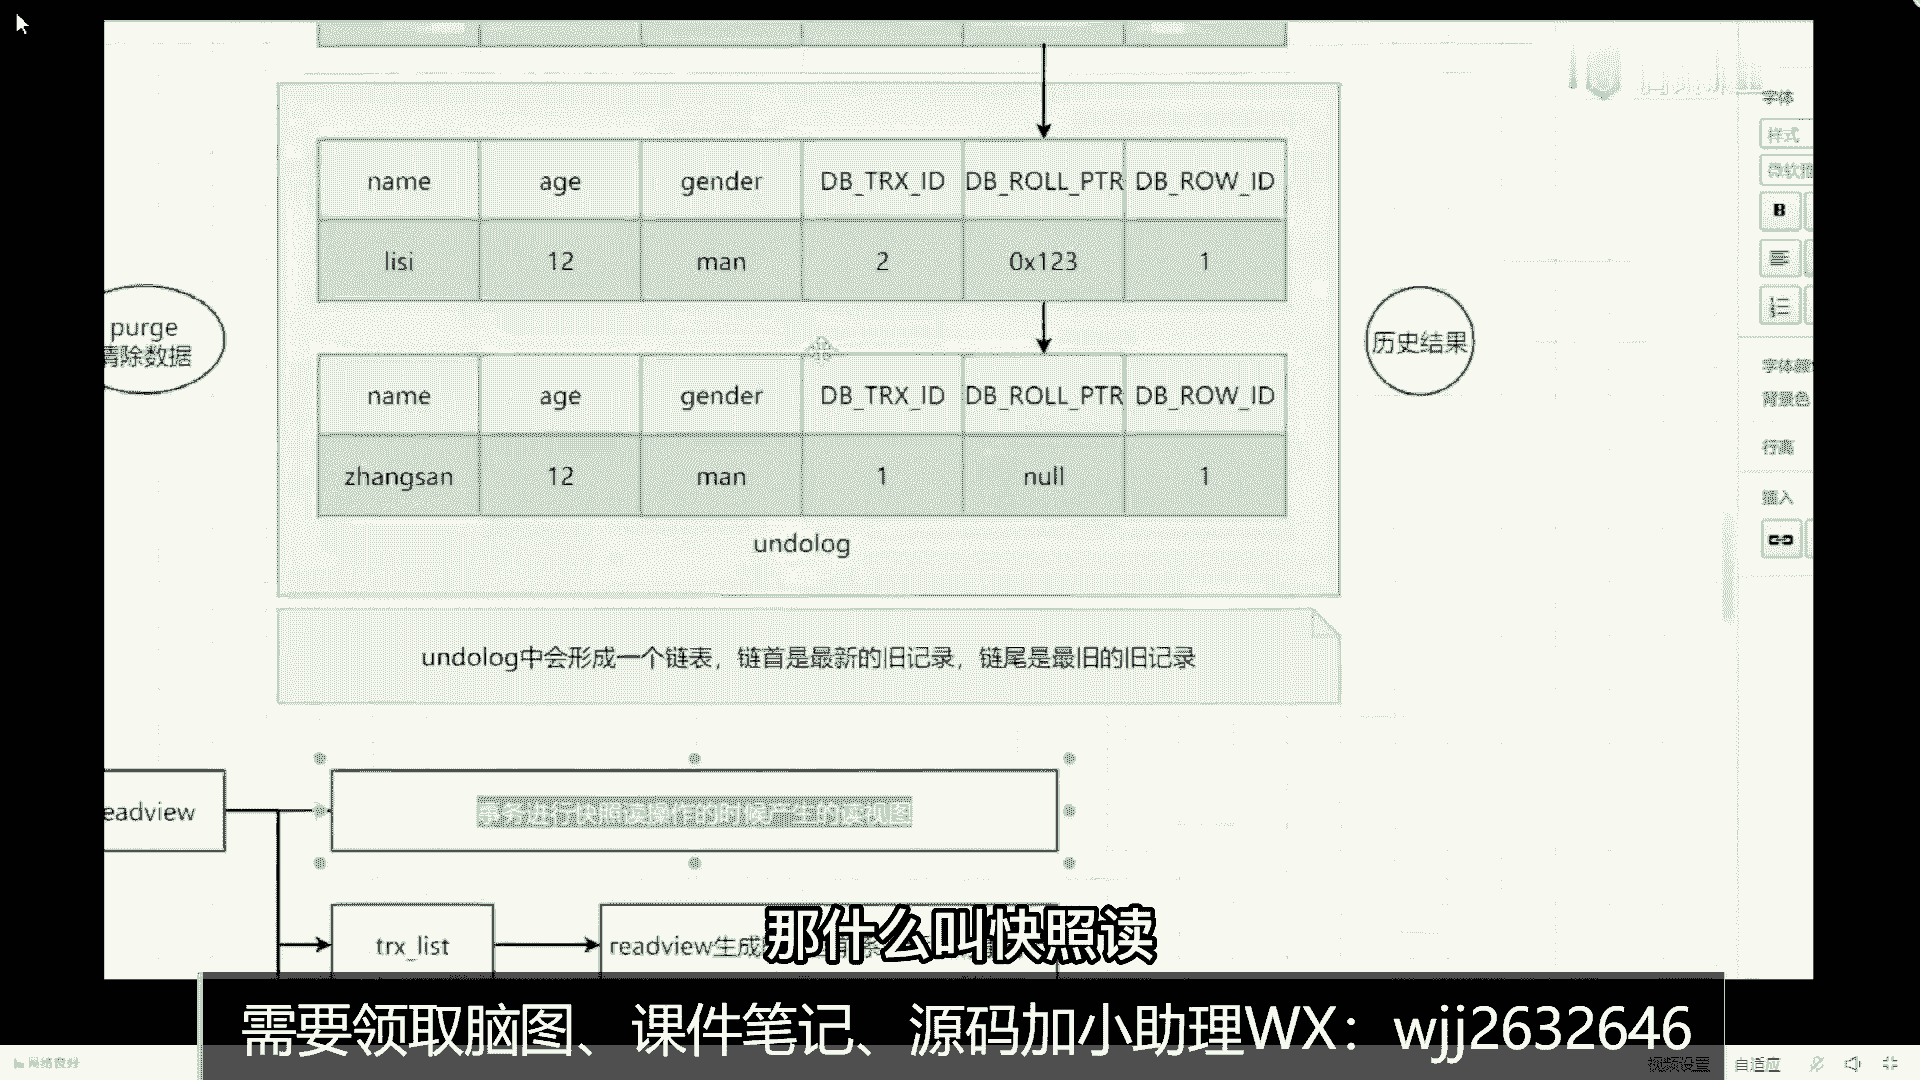 字体
样式
name age gender DB_TRX_ID DB_ROLL_PTR DB_ROW_ID
lisi 12 man 2 0x123 1
purge
清除数据
历史结果
name age gender DB_TRX_ID DB_ROLL_PTR DB_ROW_ID
zhangsan 12 man 1 null 1
undolog
背景色
行高
插入
undolog中会形成一个链表，链首是最新的旧记录，链尾是最旧的旧记录
eadview
事务进行快照读操作的时候产生的读视图
trx_list
readview生成
那什么叫快照读
需要领取脑图、课件笔记、源码加小助理WX：wjj2632646
网络良好
视频设置 自适应